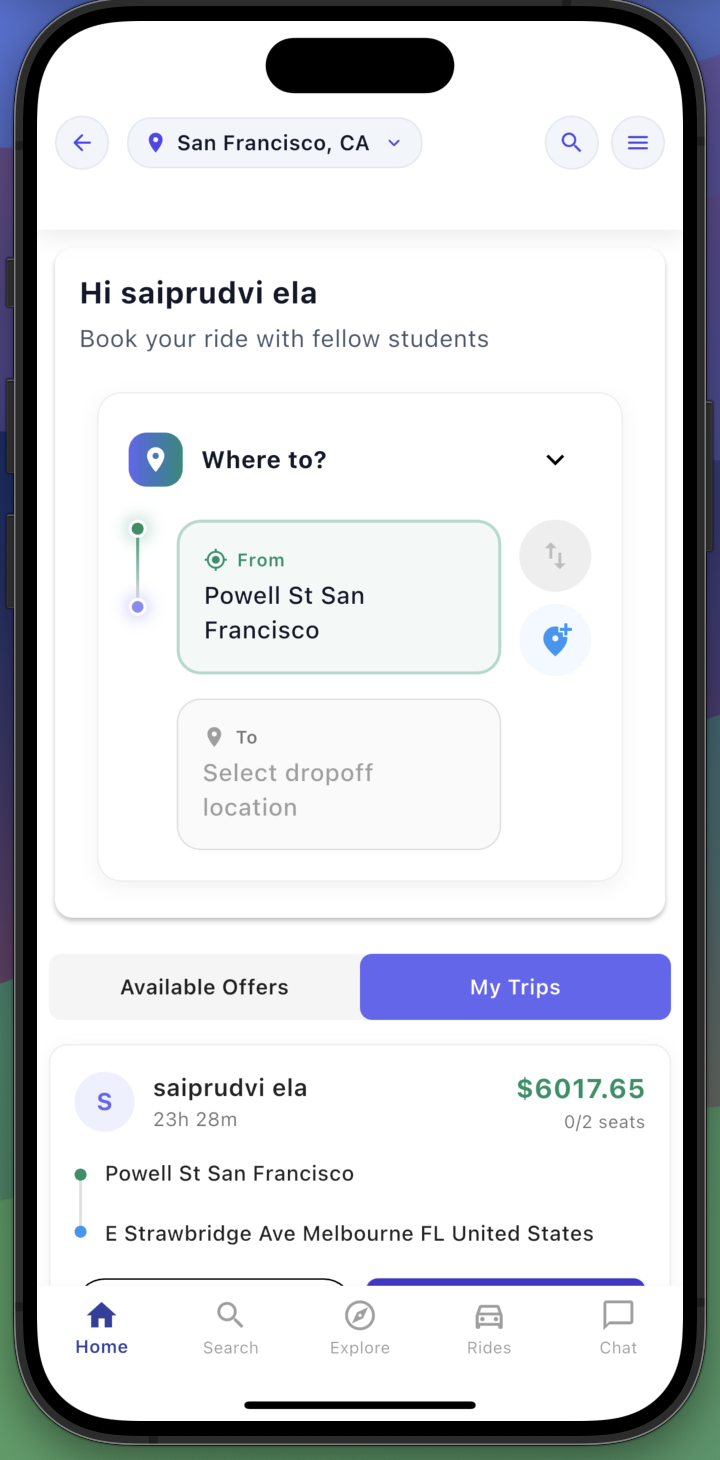 San Francisco, CA
Hi saiprudvi ela
Book your ride with fellow students
Where to?
From
Powell St San
Francisco
To
Select dropoff
location
Available Offers
My Trips
S
saiprudvi ela
$6017.65
23h 28m
0/2 seats
Powell St San Francisco
E Strawbridge Ave Melbourne FL United States
Home
Search
Explore
Rides
Chat